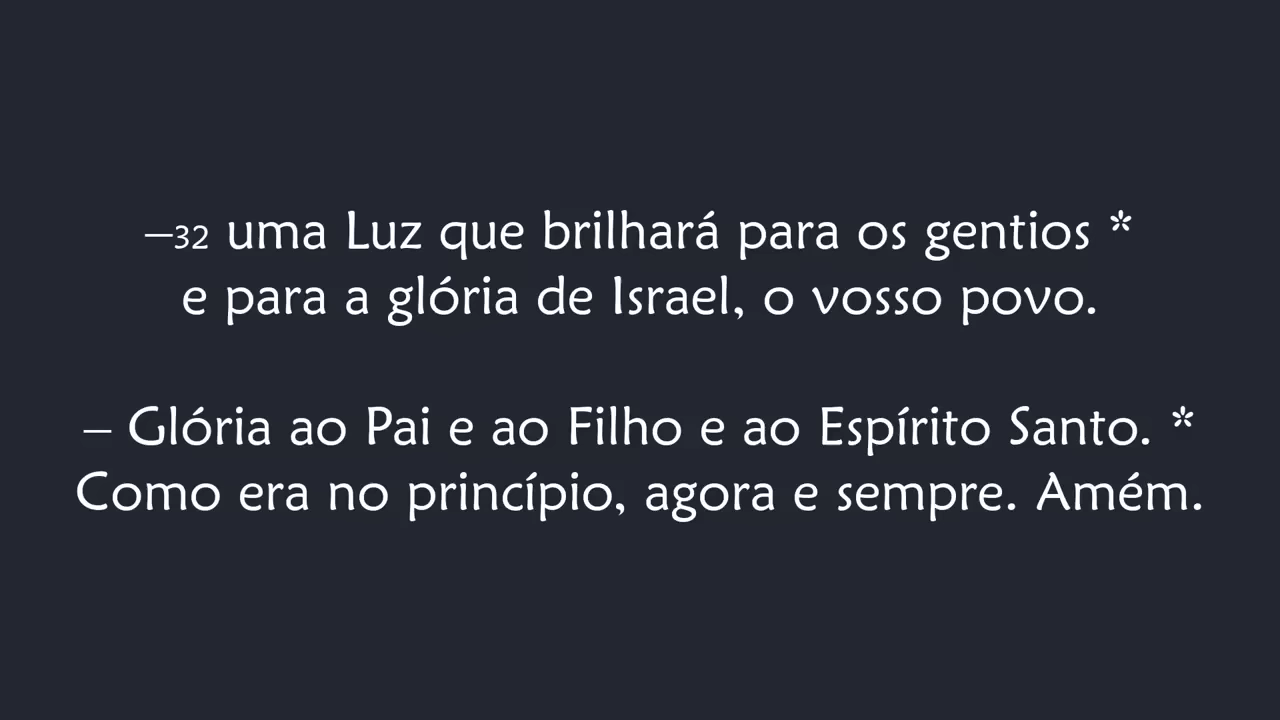 –32 uma Luz que brilhará para os gentios *
e para a glória de Israel, o vosso povo.
– Glória ao Pai e ao Filho e ao Espírito Santo. *
Como era no princípio, agora e sempre. Amém.